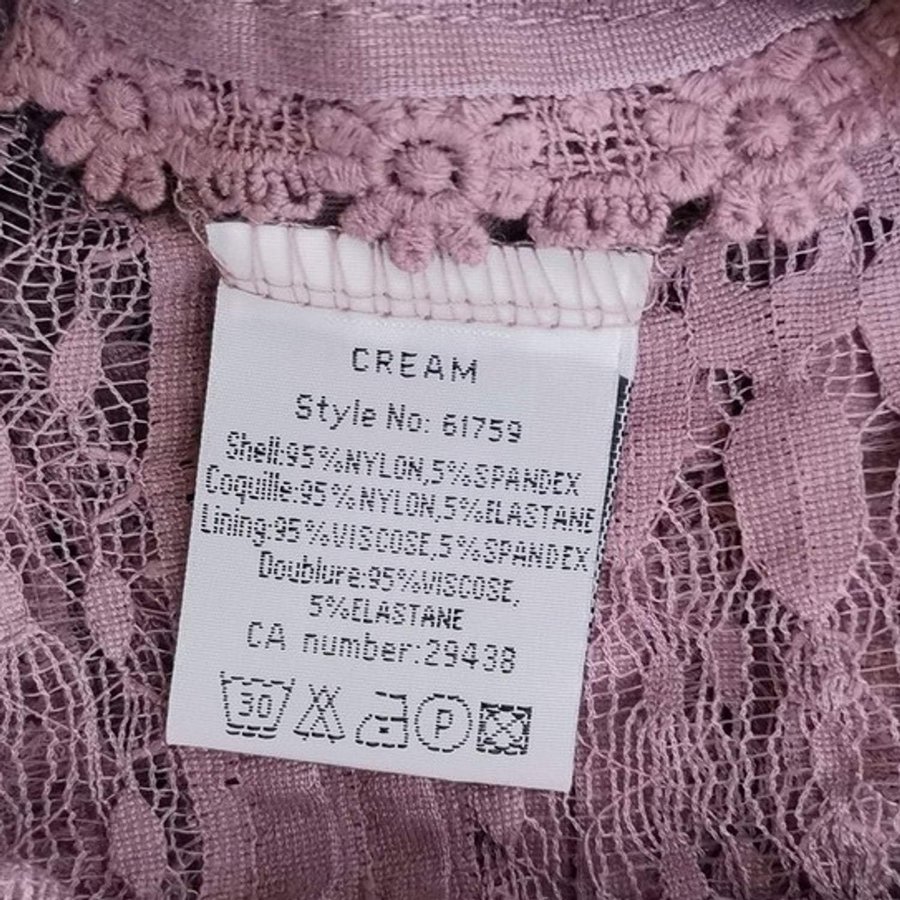 CREAM
Style No: 61759
Shell:95%NYLON,5%SPANDEX
Coquille:95%NYLON,5%ELASTANE
Lining:95%VISCOSE,5%SPANDEX
Doublure:95%VISCOSE,
5%ELASTANE
CA number:29438
30 P